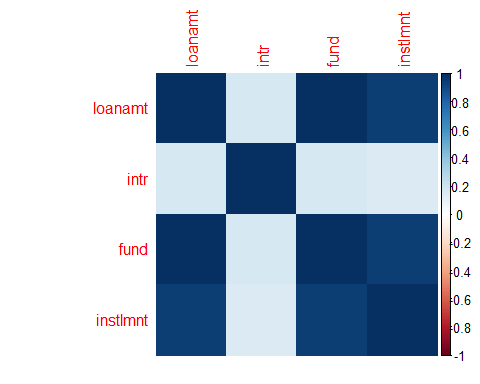 loanamt
intr
fund
instlmnt
loanamt
intr
fund
instlmnt
1
0.8
0.6
0.4
0.2
0
-0.2
-0.4
-0.6
-0.8
-1